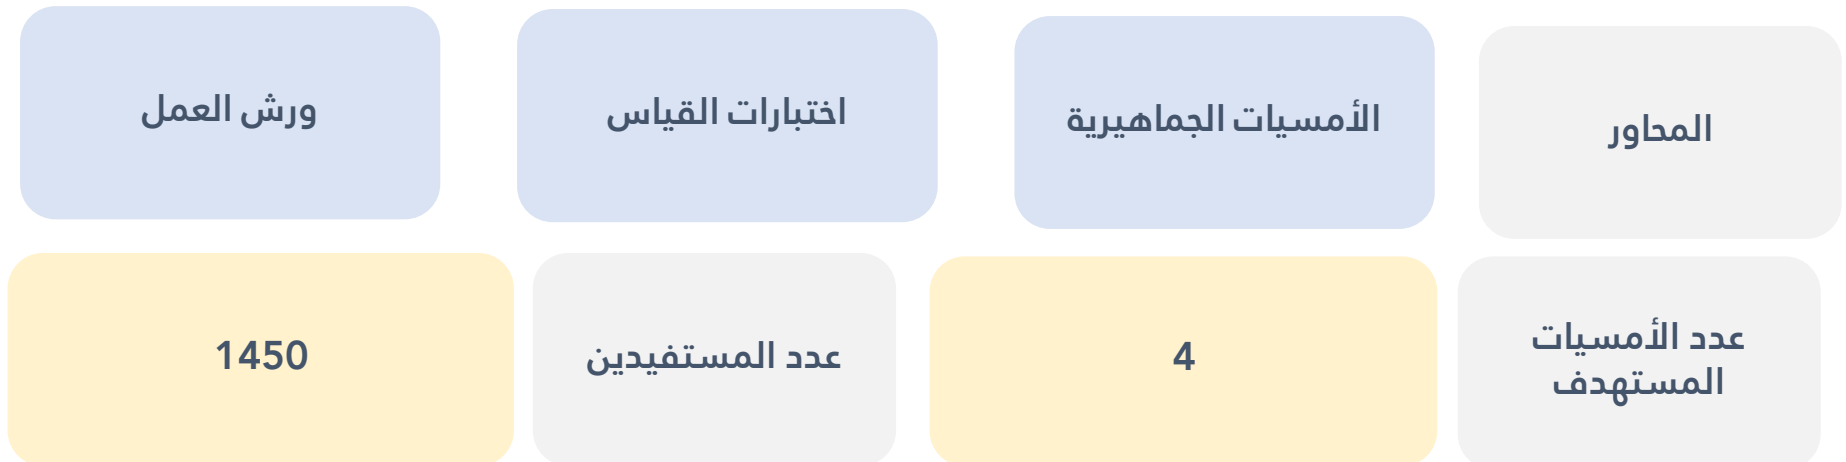 المحاور
الأمسيات الجماهيرية
اختبارات القياس
ورش العمل
عدد الأمسيات
المستهدف
4
عدد المستفيدين
1450